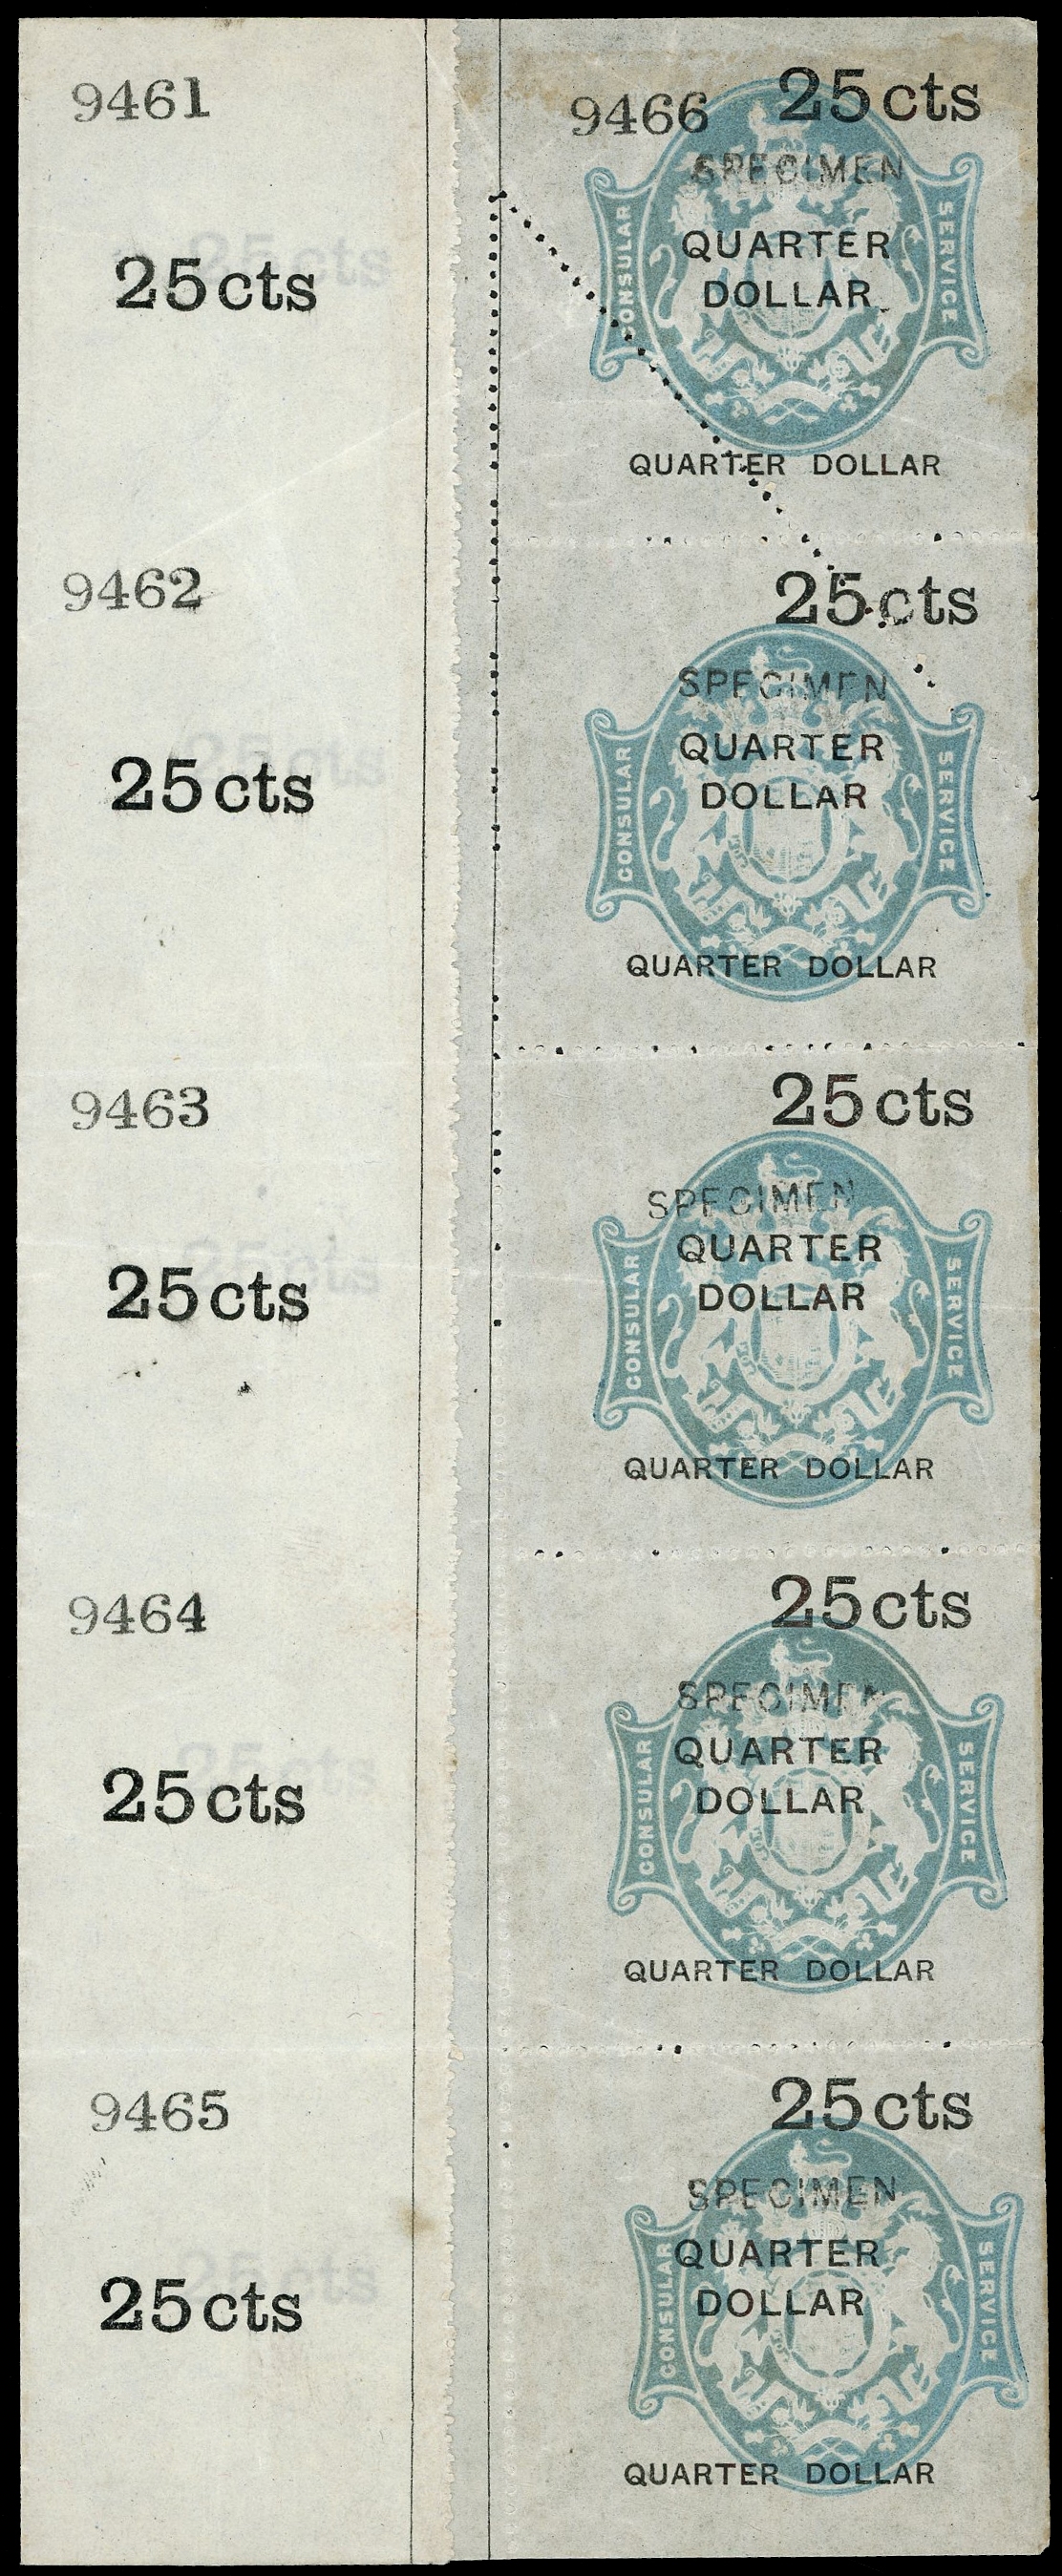 9461
25cts
9466
25cts
SPECIMEN
QUARTER
DOLLAR
CONSULAR
SERVICE
QUARTER DOLLAR
9462
25cts
25cts
SPECIMEN
QUARTER
DOLLAR
CONSULAR
SERVICE
QUARTER DOLLAR
9463
25cts
25cts
SPECIMEN
QUARTER
DOLLAR
CONSULAR
SERVICE
QUARTER DOLLAR
9464
25cts
25cts
SPECIMEN
QUARTER
DOLLAR
CONSULAR
SERVICE
QUARTER DOLLAR
9465
25cts
25cts
SPECIMEN
QUARTER
DOLLAR
CONSULAR
SERVICE
QUARTER DOLLAR